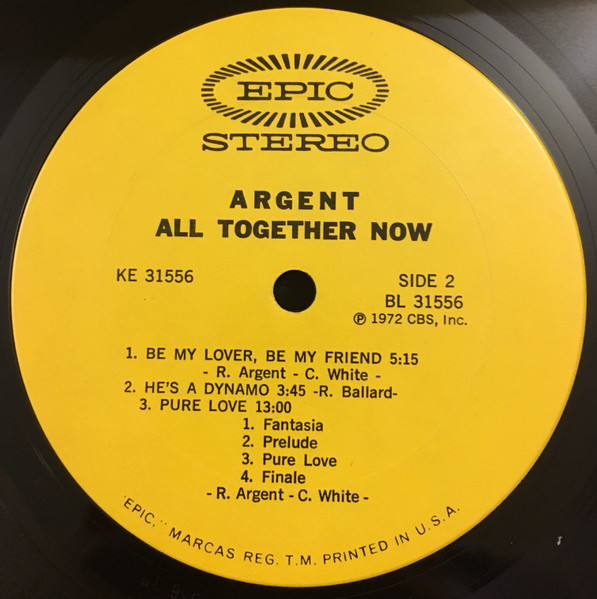 EPIC
STEREO
ARGENT
ALL TOGETHER NOW
KE 31556
SIDE 2
BL 31556
Ⓟ 1972 CBS, Inc.
1. BE MY LOVER, BE MY FRIEND 5:15
- R. Argent - C. White -
2. HE'S A DYNAMO 3:45 -R. Ballard-
3. PURE LOVE 13:00
1. Fantasia
2. Prelude
3. Pure Love
4. Finale
- R. Argent - C. White -
"EPIC," MARCAS REG. T.M. PRINTED IN U.S.A.